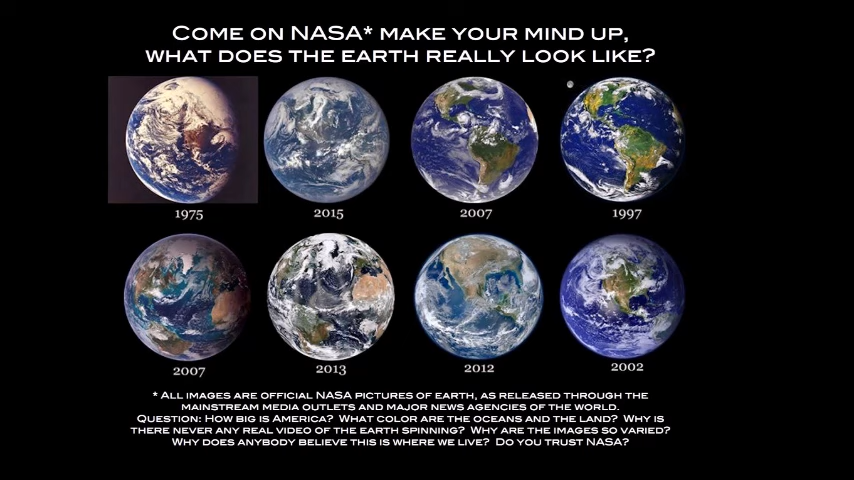 Come on NASA* make your mind up,
what does the earth really look like?
1975
2015
2007
1997
2007
2013
2012
2002
* All images are official NASA pictures of earth, as released through the
mainstream media outlets and major news agencies of the world.
Question: How big is America? What color are the oceans and the land? Why is
there never any real video of the earth spinning? Why are the images so varied?
Why does anybody believe this is where we live? Do you trust NASA?